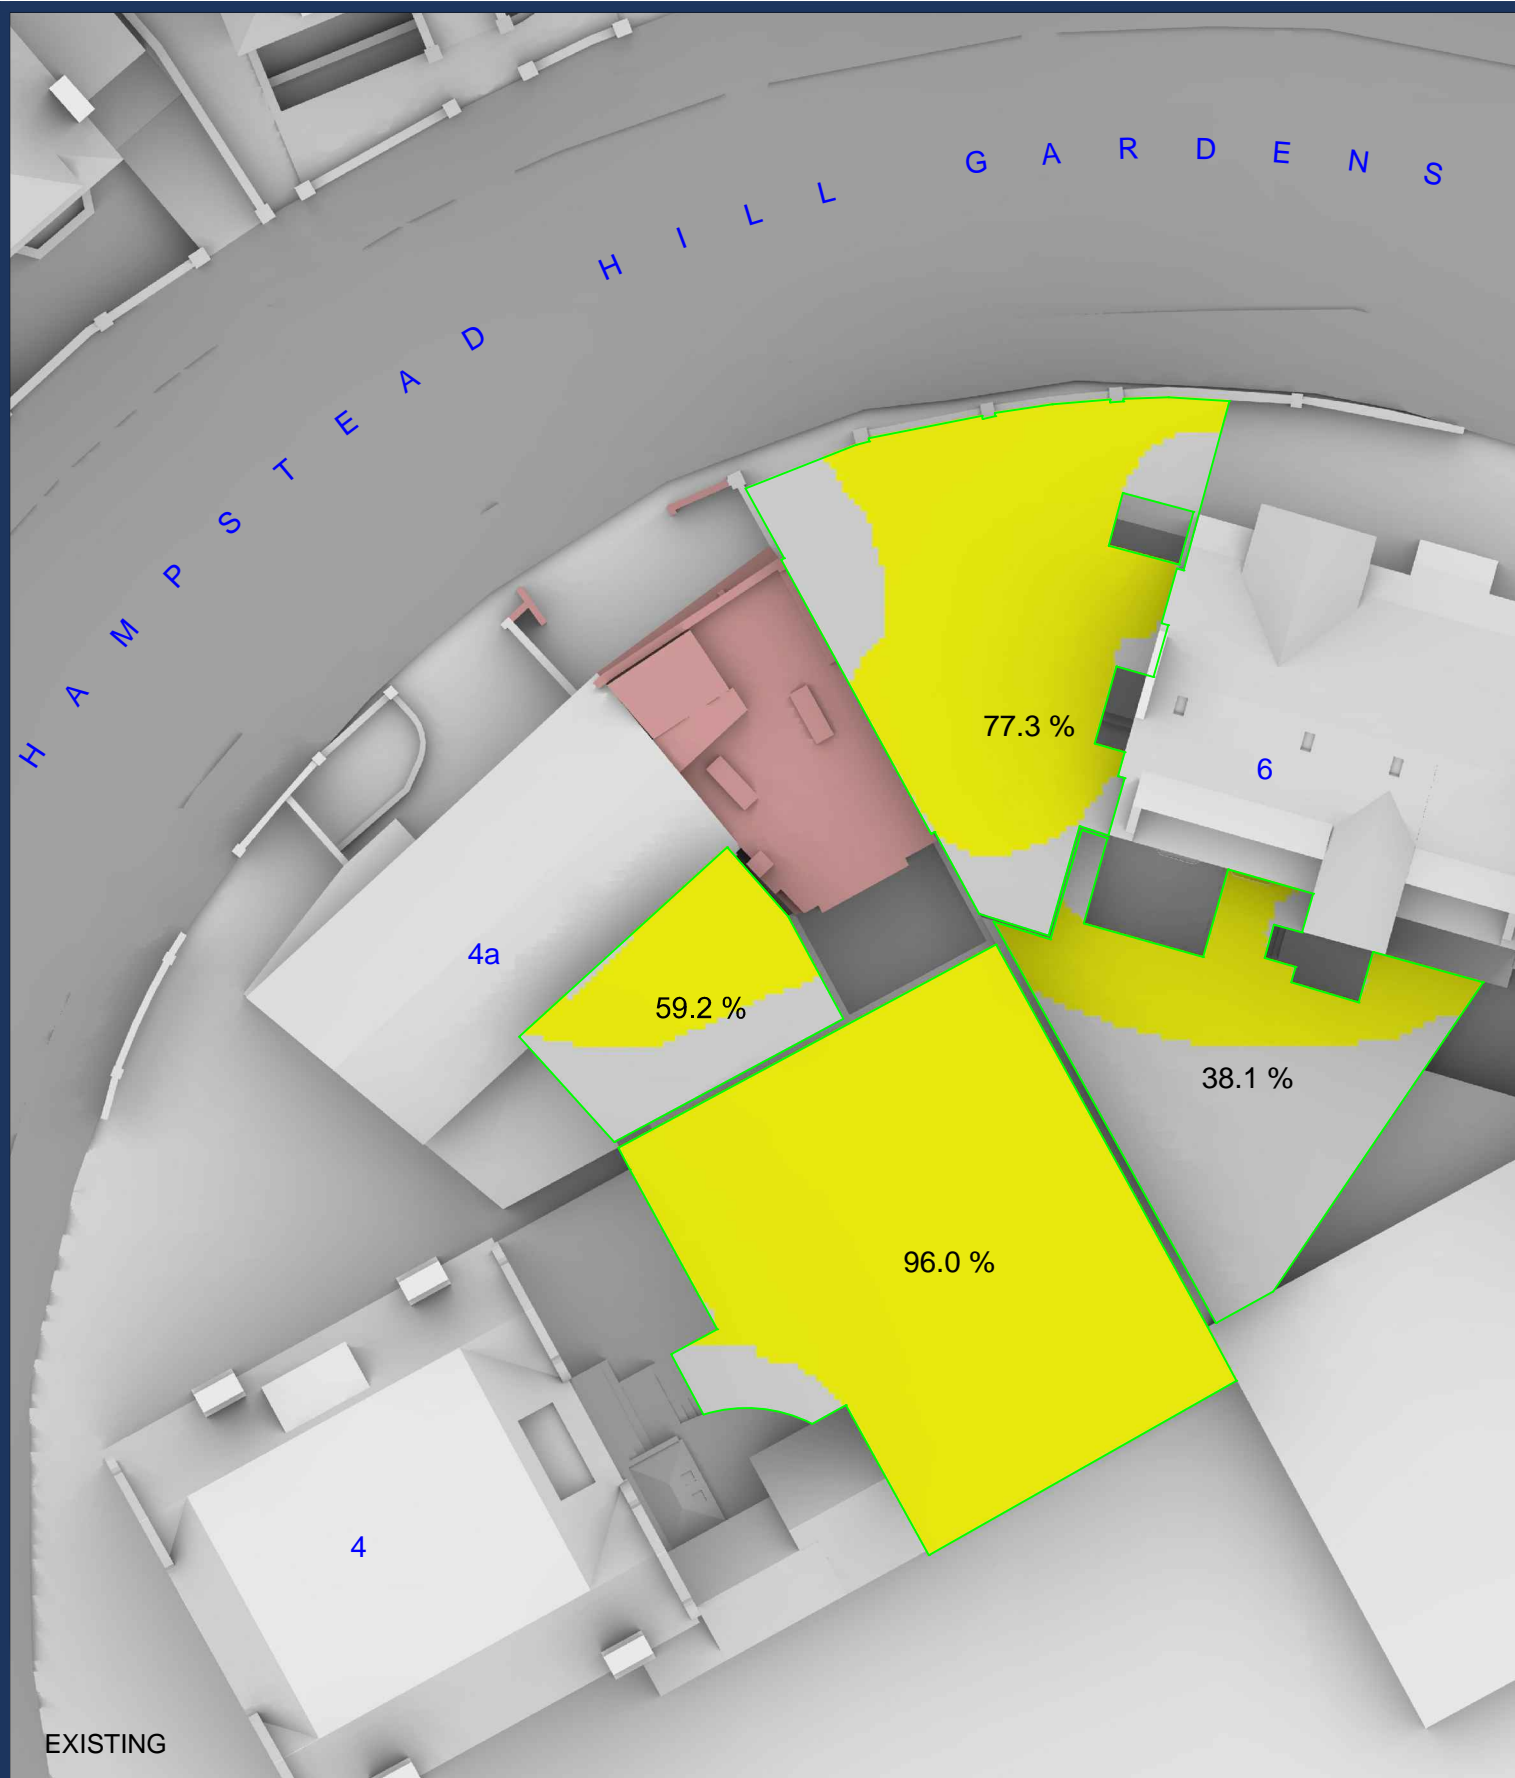 HAMPSTEAD HILL GARDENS
77.3 %
6
4a
59.2 %
38.1 %
96.0 %
4
EXISTING